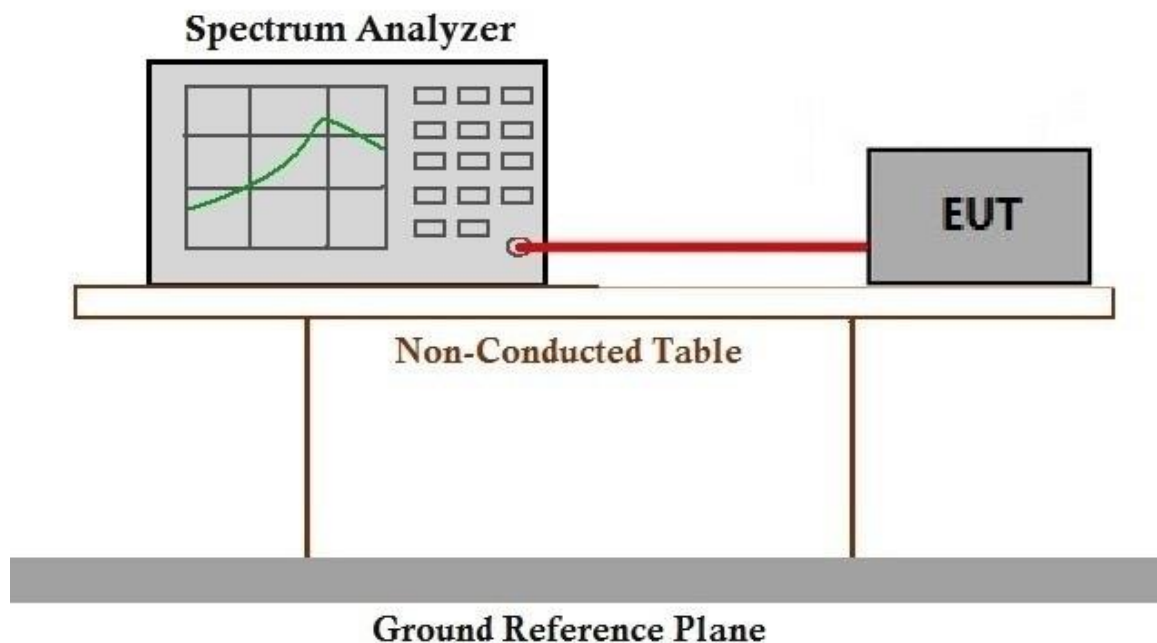 Spectrum Analyzer
EUT
Non-Conducted Table
Ground Reference Plane